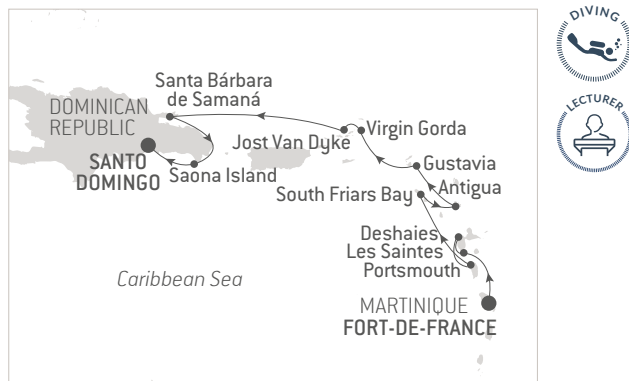 DIVING
LECTURER
Santa Bárbara
de Samaná
DOMINICAN
REPUBLIC
Jost Van Dyke
Virgin Gorda
SANTO
DOMINGO
Saona Island
Gustavia
Antigua
South Friars Bay
Deshaies
Les Saintes
Portsmouth
Caribbean Sea
MARTINIQUE
FORT-DE-FRANCE